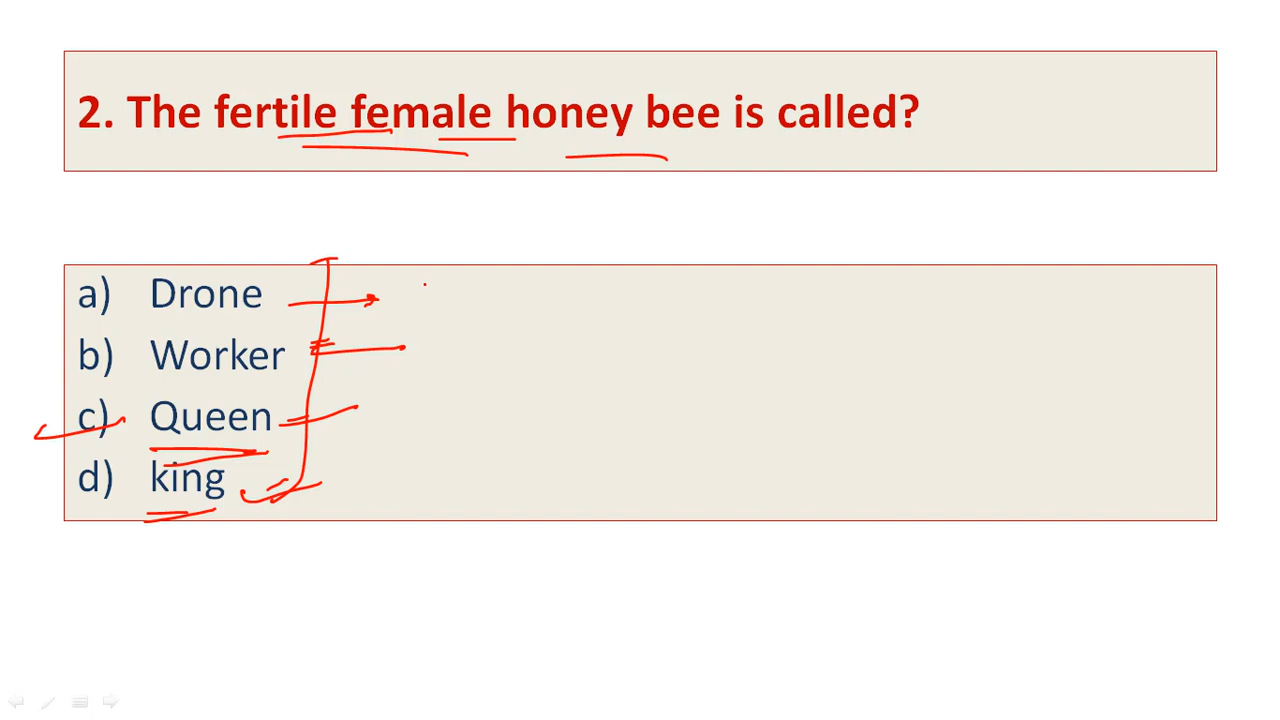 2. The fertile female honey bee is called?
a) Drone
b) Worker
c) Queen
d) king